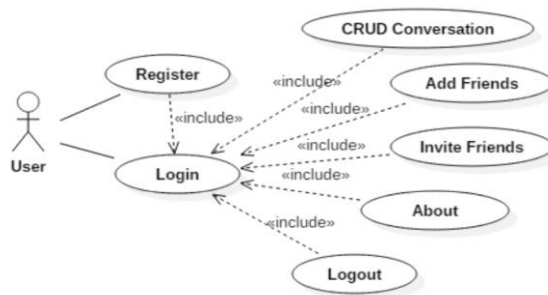 CRUD Conversation
«include»
Register
Add Friends
«include»
«include»
User
Invite Friends
«include»
Login
«include»
About
«include»
Logout